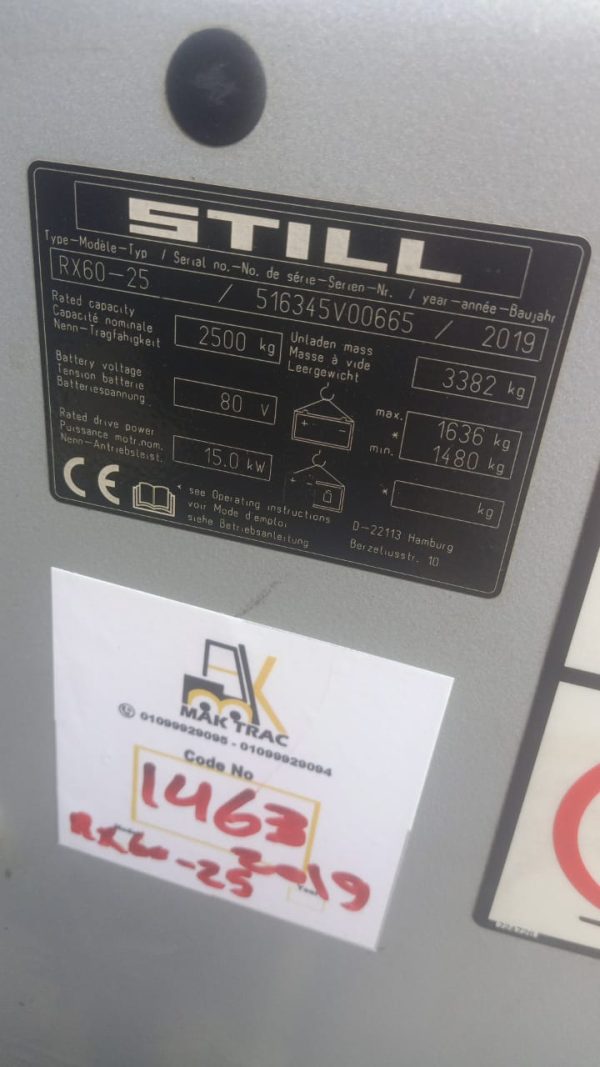 STILL
Type-Modèle-Typ / Serial no.-No. de série-Serien-Nr. / year-année-Baujahr
RX60-25 / 516345V00665 / 2019
Rated capacity
Capacité nominale
Nenn-Tragfähigkeit
2500 kg
Unladen mass
Masse à vide
Leergewicht
3382 kg
Battery voltage
Tension batterie
Batteriespannung
80 V
+ -
max.
*
min.
1636 kg
1480 kg
Rated drive power
Puissance motr.nom.
Nenn-Antriebsleist.
15.0 kW
+ -
*
kg
CE
* see Operating instructions
voir Mode d'emploi
siehe Betriebsanleitung
D-22113 Hamburg
Berzeliusstr. 10
MAK TRAC
01099929095 - 01099929094
Code No
1463
RX60-25
2019
Year